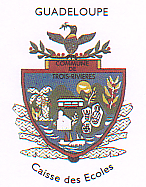 GUADELOUPE
COMMUNE
DE
TROIS-RIVIERES
Caisse des Ecoles